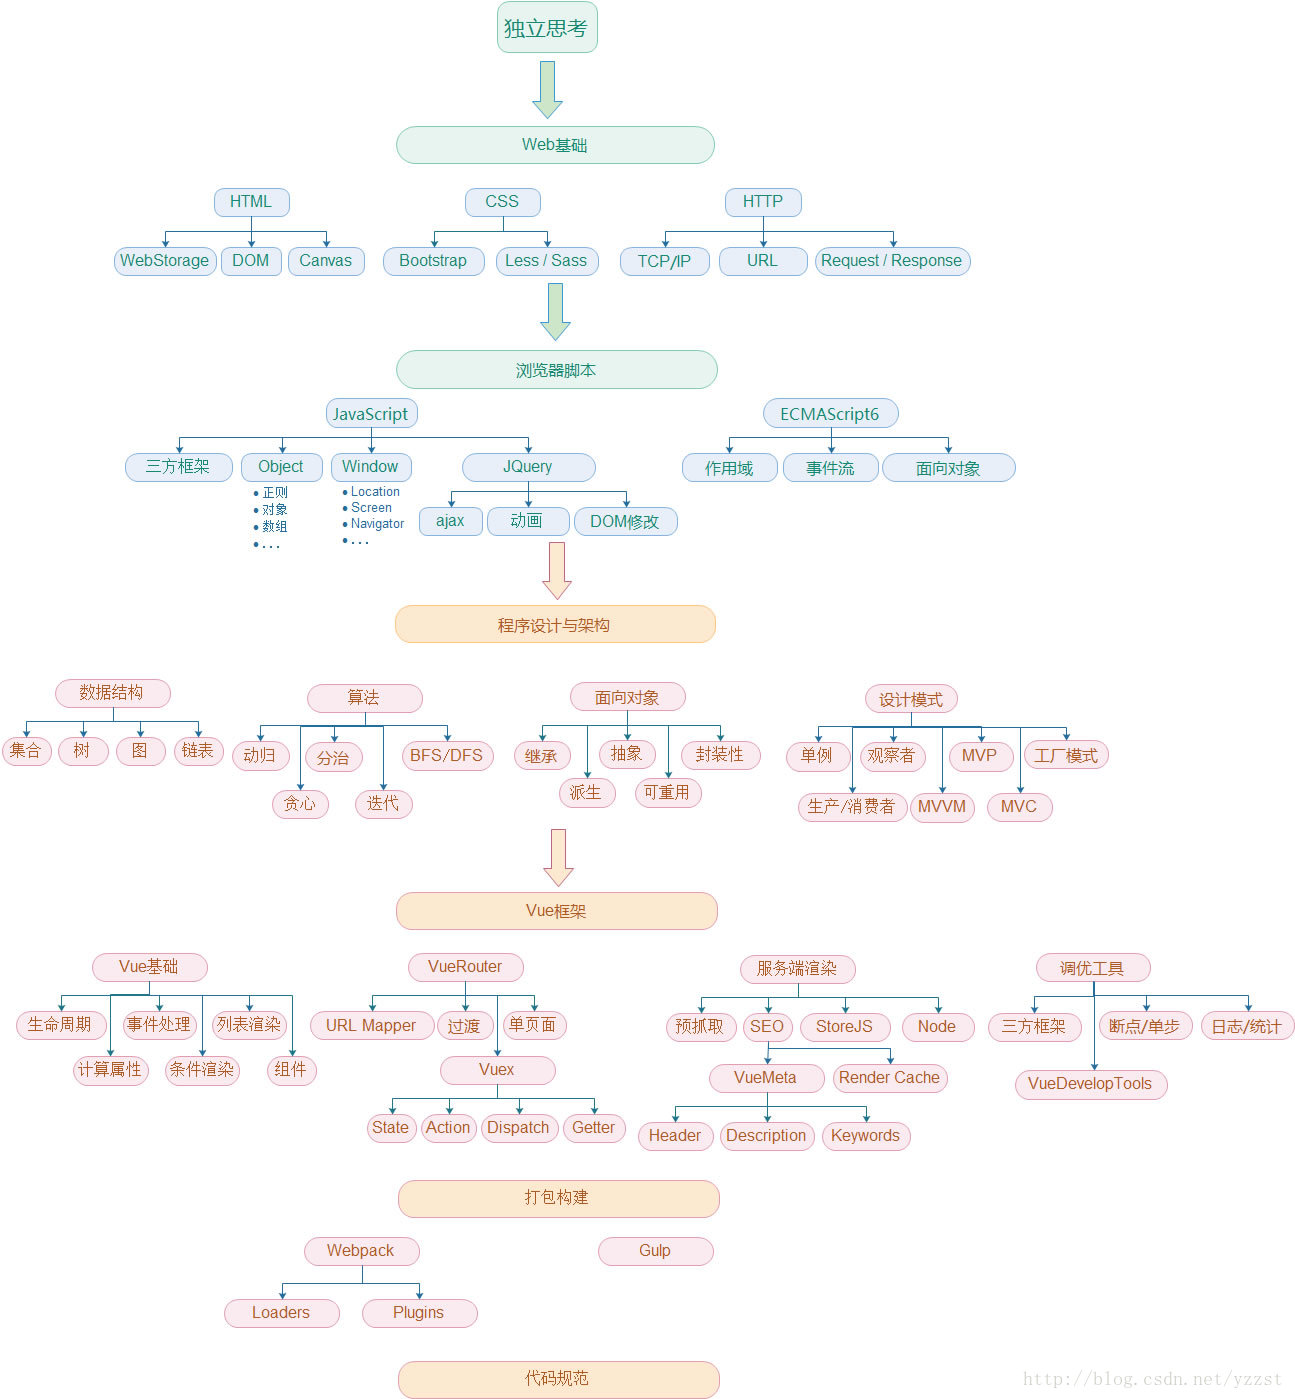 独立思考
Web基础
HTML
CSS
HTTP
WebStorage
DOM
Canvas
Bootstrap
Less / Sass
TCP/IP
URL
Request / Response
浏览器脚本
JavaScript
ECMAScript6
三方框架
Object
Window
JQuery
作用域
事件流
面向对象
• 正则
• 对象
• 数组
• . . .
• Location
• Screen
• Navigator
• . . .
ajax
动画
DOM修改
程序设计与架构
数据结构
算法
面向对象
设计模式
集合
树
图
链表
动归
分治
BFS/DFS
贪心
迭代
继承
抽象
封装性
派生
可重用
单例
观察者
MVP
工厂模式
生产/消费者
MVVM
MVC
Vue框架
Vue基础
VueRouter
服务端渲染
调优工具
生命周期
事件处理
列表渲染
计算属性
条件渲染
组件
URL Mapper
过渡
单页面
Vuex
State
Action
Dispatch
Getter
预抓取
SEO
StoreJS
Node
VueMeta
Render Cache
Header
Description
Keywords
三方框架
断点/单步
日志/统计
VueDevelopTools
打包构建
Webpack
Gulp
Loaders
Plugins
代码规范
http://blog.csdn.net/yzzst